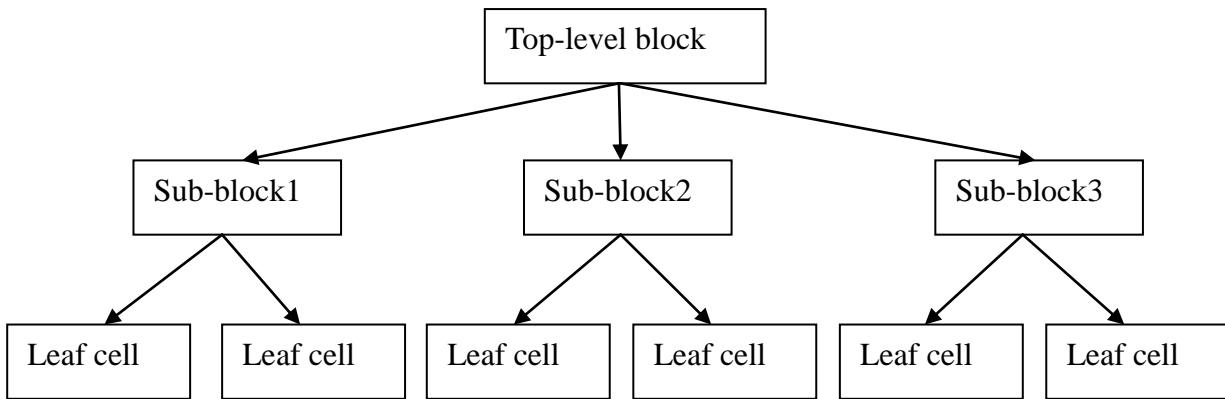 Top-level block
Sub-block1
Sub-block2
Sub-block3
Leaf cell
Leaf cell
Leaf cell
Leaf cell
Leaf cell
Leaf cell